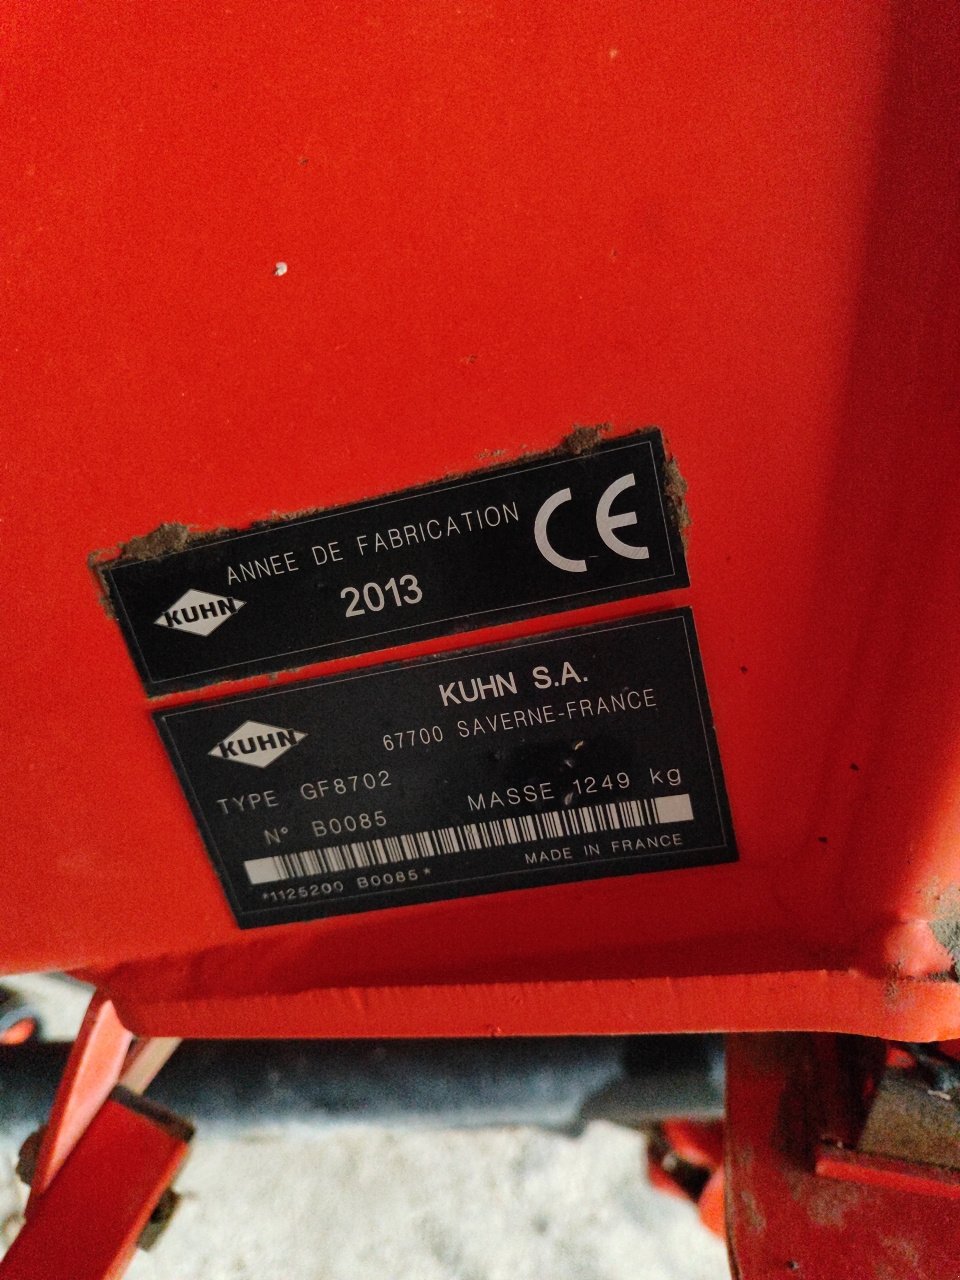 ANNEE DE FABRICATION
CE
KUHN
2013
KUHN S.A.
67700 SAVERNE-FRANCE
KUHN
TYPE GF8702
MASSE 1249 kg
N° B0085
*1125200 B0085*
MADE IN FRANCE